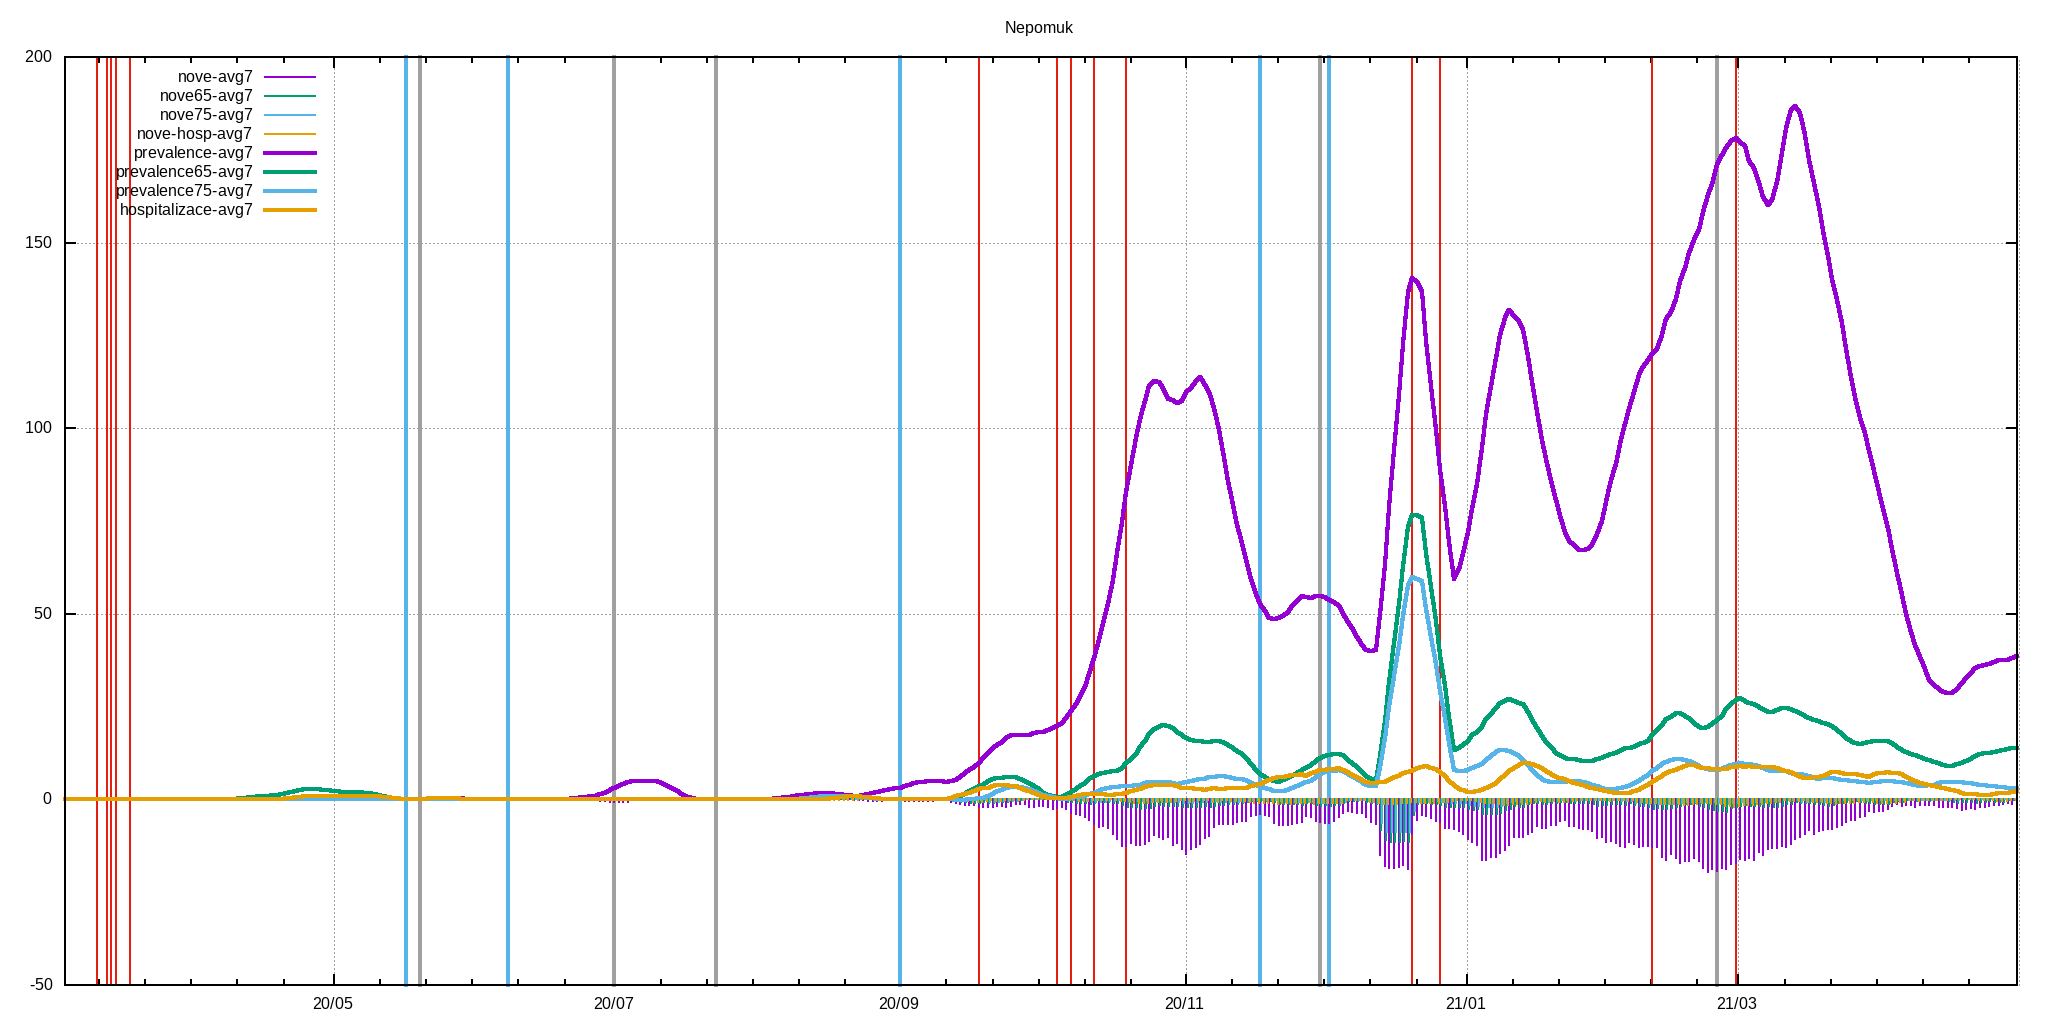 Nepomuk
200
150
100
50
0
-50
nove-avg7
nove65-avg7
nove75-avg7
nove-hosp-avg7
prevalence-avg7
prevalence65-avg7
prevalence75-avg7
hospitalizace-avg7
20/05 20/07 20/09 20/11 21/01 21/03